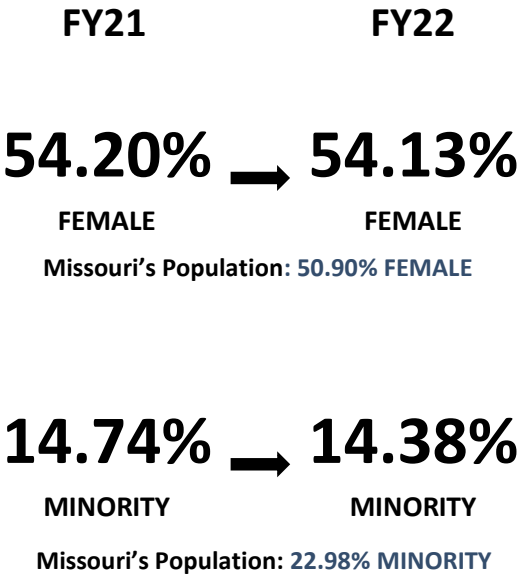 FY21 FY22
54.20% 54.13%
FEMALE FEMALE
Missouri’s Population: 50.90% FEMALE
14.74% 14.38%
MINORITY MINORITY
Missouri’s Population: 22.98% MINORITY